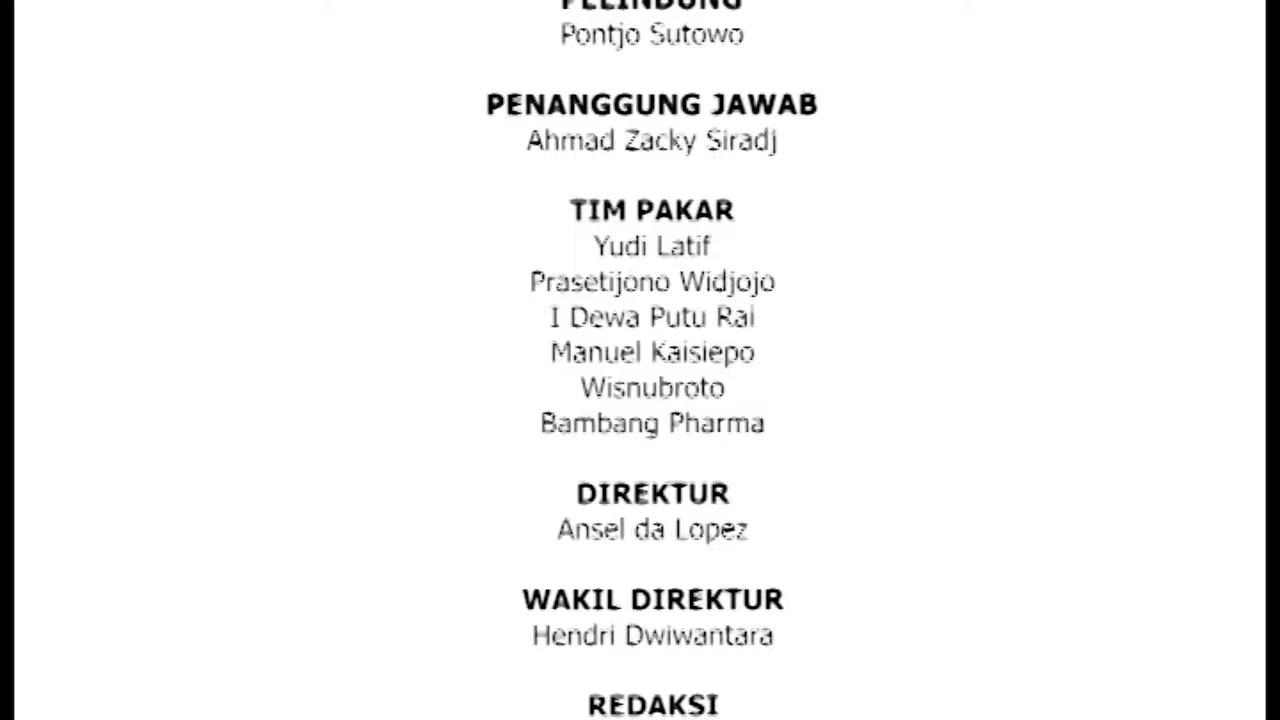 PELINDUNG
Pontjo Sutowo
PENANGGUNG JAWAB
Ahmad Zacky Siradj
TIM PAKAR
Yudi Latif
Prasetijono Widjojo
I Dewa Putu Rai
Manuel Kaisiepo
Wisnubroto
Bambang Pharma
DIREKTUR
Ansel da Lopez
WAKIL DIREKTUR
Hendri Dwiwantara
REDAKSI